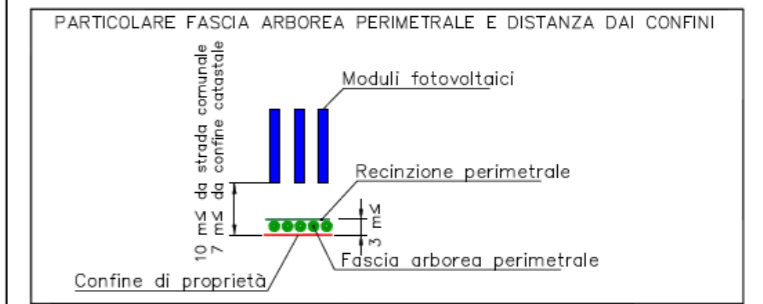 PARTICOLARE FASCIA ARBOREA PERIMETRALE E DISTANZA DAI CONFINI
Moduli fotovoltaici
10 m≤ da strada comunale
7 m≤ da confine catastale
Recinzione perimetrale
3 m≤
Fascia arborea perimetrale
Confine di proprietà